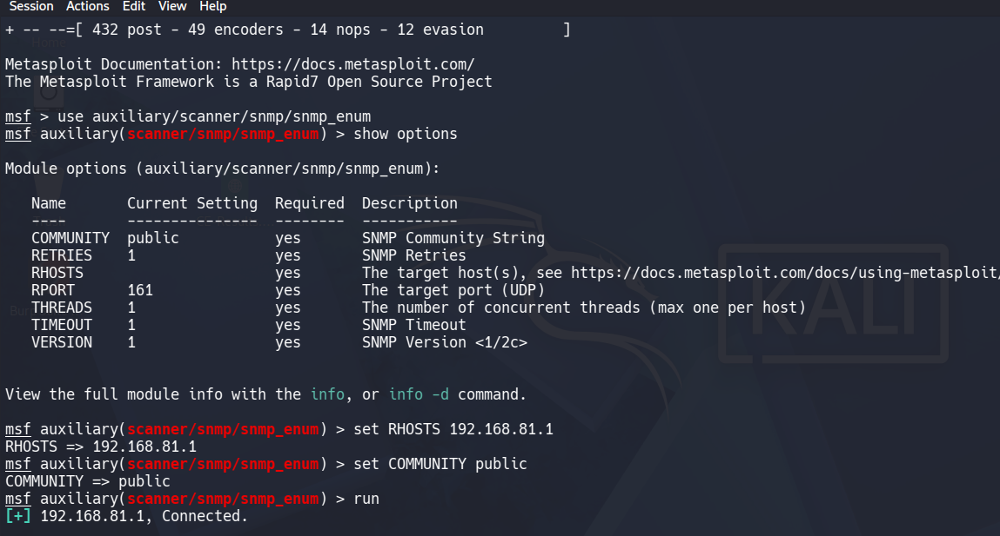 Session Actions Edit View Help
+ -- --=[ 432 post - 49 encoders - 14 nops - 12 evasion         ]
Home
Metasploit Documentation: https://docs.metasploit.com/
The Metasploit Framework is a Rapid7 Open Source Project
msf > use auxiliary/scanner/snmp/snmp_enum
msf auxiliary(scanner/snmp/snmp_enum) > show options
Module options (auxiliary/scanner/snmp/snmp_enum):
   Name       Current Setting  Required  Description
   ----       ---------------  --------  -----------
   COMMUNITY  public           yes       SNMP Community String
   RETRIES    1                yes       SNMP Retries
   RHOSTS                      yes       The target host(s), see https://docs.metasploit.com/docs/using-metasploit/
   RPORT      161              yes       The target port (UDP)
   THREADS    1                yes       The number of concurrent threads (max one per host)
   TIMEOUT    1                yes       SNMP Timeout
   VERSION    1                yes       SNMP Version <1/2c>
KALI
View the full module info with the info, or info -d command.
msf auxiliary(scanner/snmp/snmp_enum) > set RHOSTS 192.168.81.1
RHOSTS => 192.168.81.1
msf auxiliary(scanner/snmp/snmp_enum) > set COMMUNITY public
COMMUNITY => public
msf auxiliary(scanner/snmp/snmp_enum) > run
[+] 192.168.81.1, Connected.